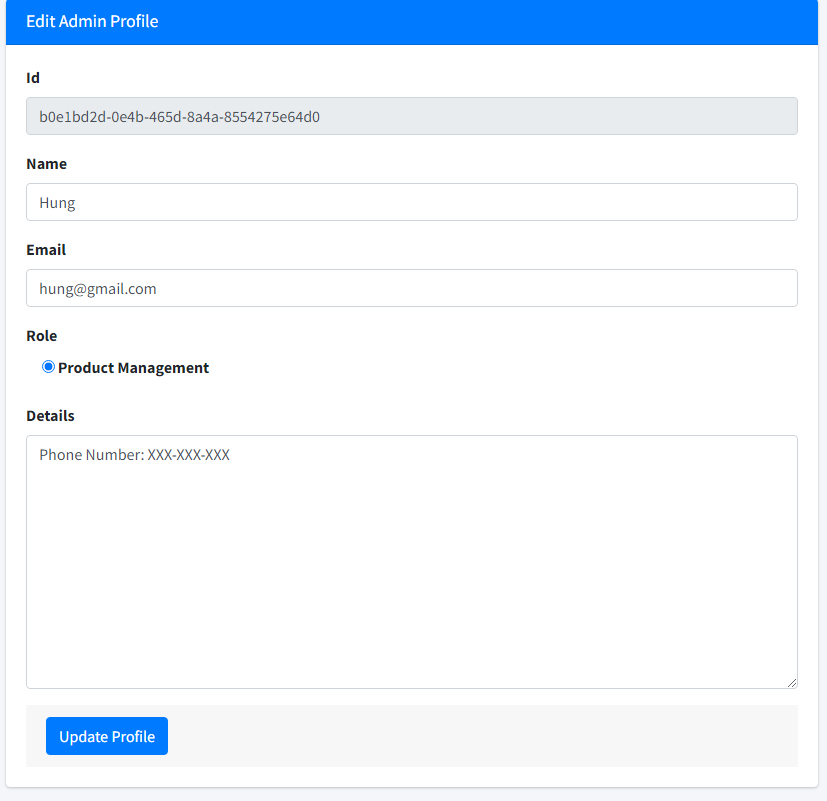 Edit Admin Profile
Id
b0e1bd2d-0e4b-465d-8a4a-8554275e64d0
Name
Hung
Email
hung@gmail.com
Role
Product Management
Details
Phone Number: XXX-XXX-XXX
Update Profile